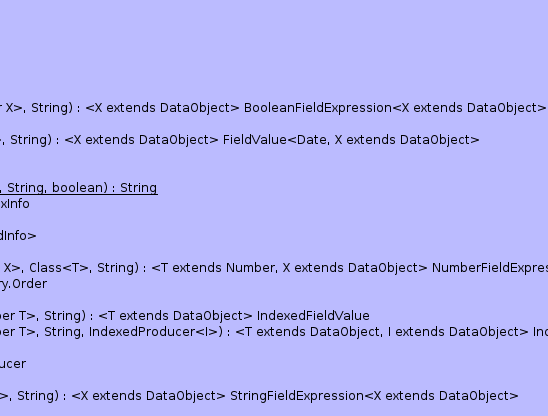 r X>, String) : <X extends DataObject> BooleanFieldExpression<X extends DataObject>
>, String) : <X extends DataObject> FieldValue<Date, X extends DataObject>
, String, boolean) : String
xInfo
dInfo>
X>, Class<T>, String) : <T extends Number, X extends DataObject> NumberFieldExpres
ry.Order
per T>, String) : <T extends DataObject> IndexedFieldValue
per T>, String, IndexedProducer<I>) : <T extends DataObject, I extends DataObject> Ind
ucer
>, String) : <X extends DataObject> StringFieldExpression<X extends DataObject>